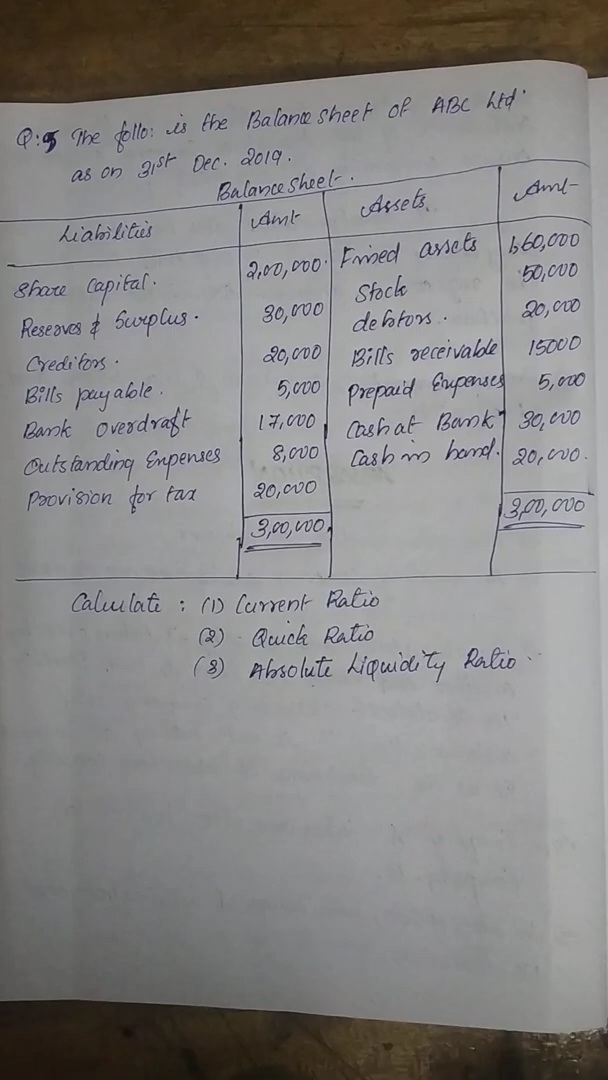 Q:5 The follo: is the Balance sheet of ABC Ltd.
as on 31st Dec. 2019.
Balance sheet.
Liabilities Amt Assets. Amt
Share Capital. 2,00,000. Fixed assets 1,60,000
Reserves & Surplus. 30,000 Stock 50,000
Creditors. 20,000 debtors. 20,000
Bills payable. 5,000 Bills receivable 15000
Bank Overdraft 17,000 Prepaid Expenses 5,000
Outstanding Expenses 8,000 Cash at Bank 30,000
Provision for tax 20,000 Cash in hand. 20,000.
3,00,000. 3,00,000
Calculate : (1) Current Ratio
(2) Quick Ratio
(3) Absolute Liquidity Ratio.